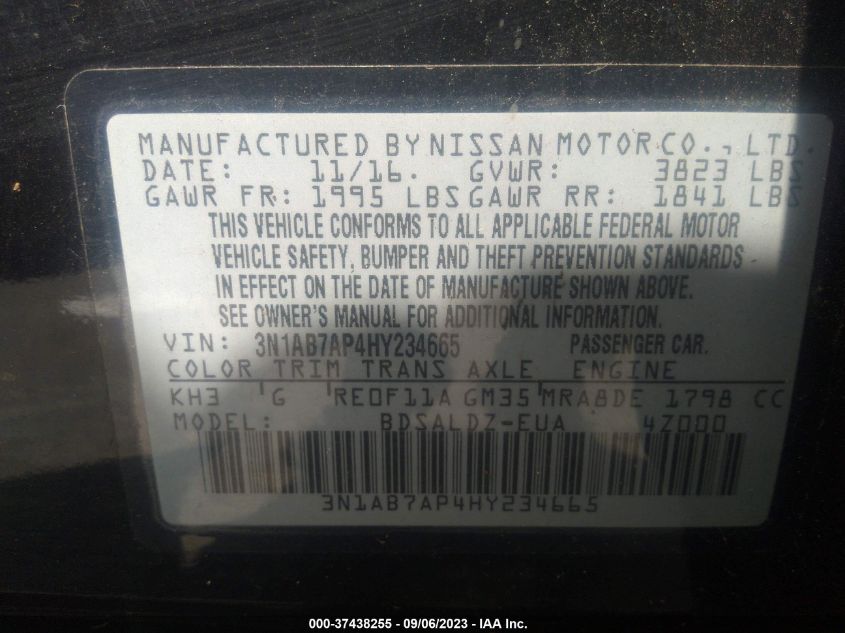 MANUFACTURED BY NISSAN MOTOR CO., LTD.
DATE: 11/16. GVWR: 3823 LBS
GAWR FR: 1995 LBS GAWR RR: 1841 LBS
THIS VEHICLE CONFORMS TO ALL APPLICABLE FEDERAL MOTOR
VEHICLE SAFETY, BUMPER AND THEFT PREVENTION STANDARDS
IN EFFECT ON THE DATE OF MANUFACTURE SHOWN ABOVE.
SEE OWNER'S MANUAL FOR ADDITIONAL INFORMATION.
VIN: 3N1AB7AP4HY234665 PASSENGER CAR.
COLOR TRIM TRANS AXLE ENGINE
KH3 G RE0F11A GM35 MRA8DE 1798 CC
MODEL: BDSALDZ-EUA 4Z000
3N1AB7AP4HY234665
000-37438255 - 09/06/2023 - IAA Inc.